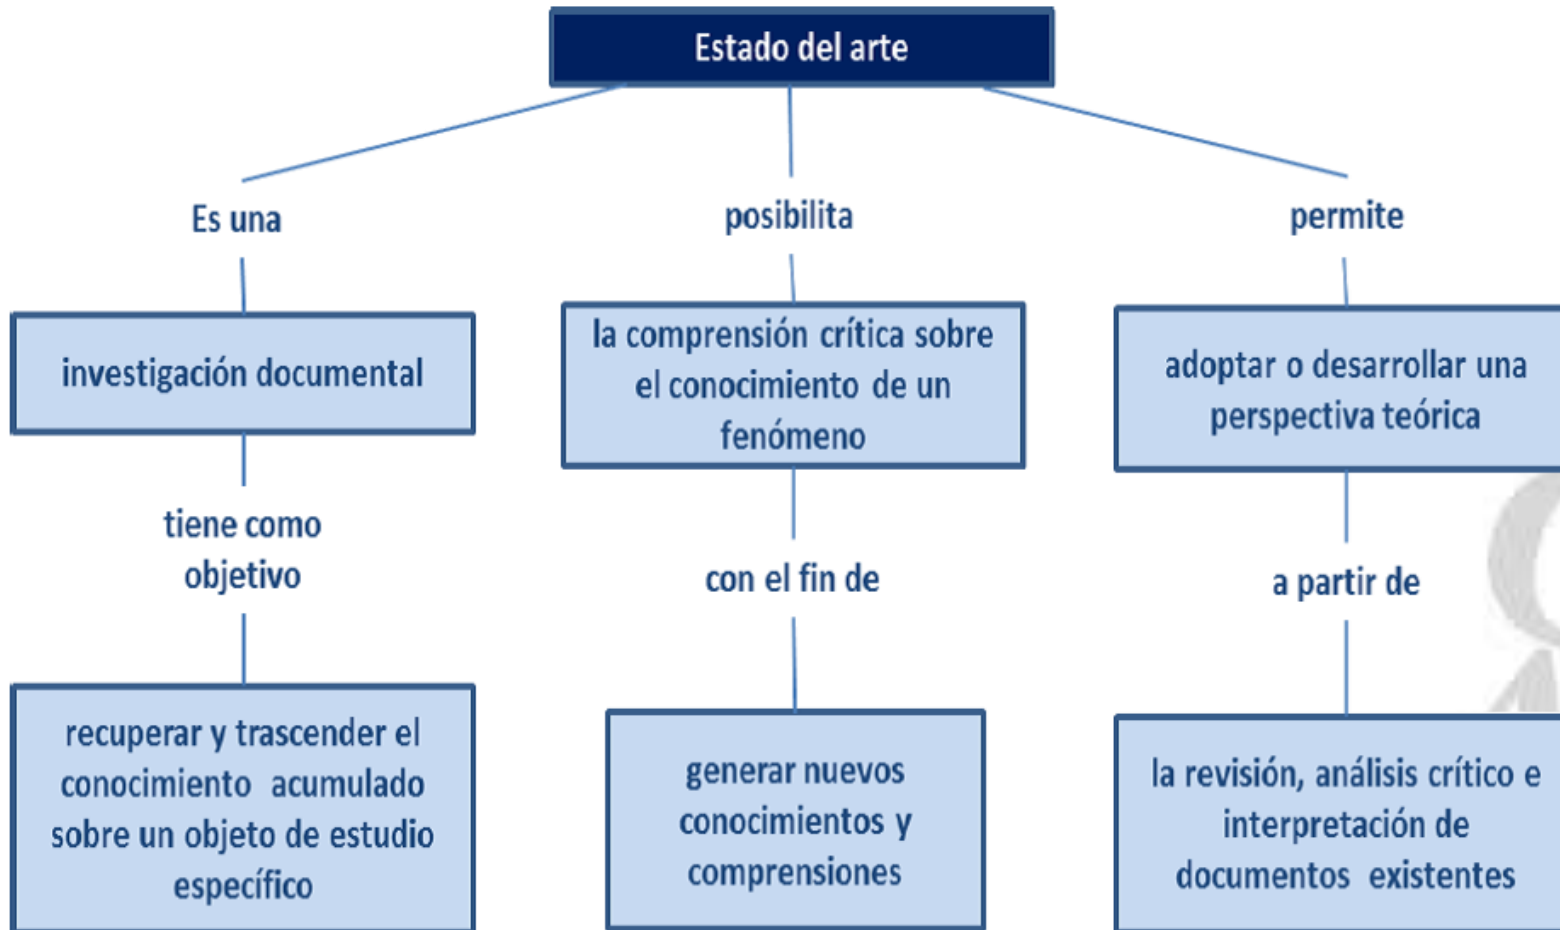 Estado del arte
Es una
investigación documental
tiene como
objetivo
recuperar y trascender el
conocimiento acumulado
sobre un objeto de estudio
específico
posibilita
la comprensión crítica sobre
el conocimiento de un
fenómeno
con el fin de
generar nuevos
conocimientos y
comprensiones
permite
adoptar o desarrollar una
perspectiva teórica
a partir de
la revisión, análisis crítico e
interpretación de
documentos existentes